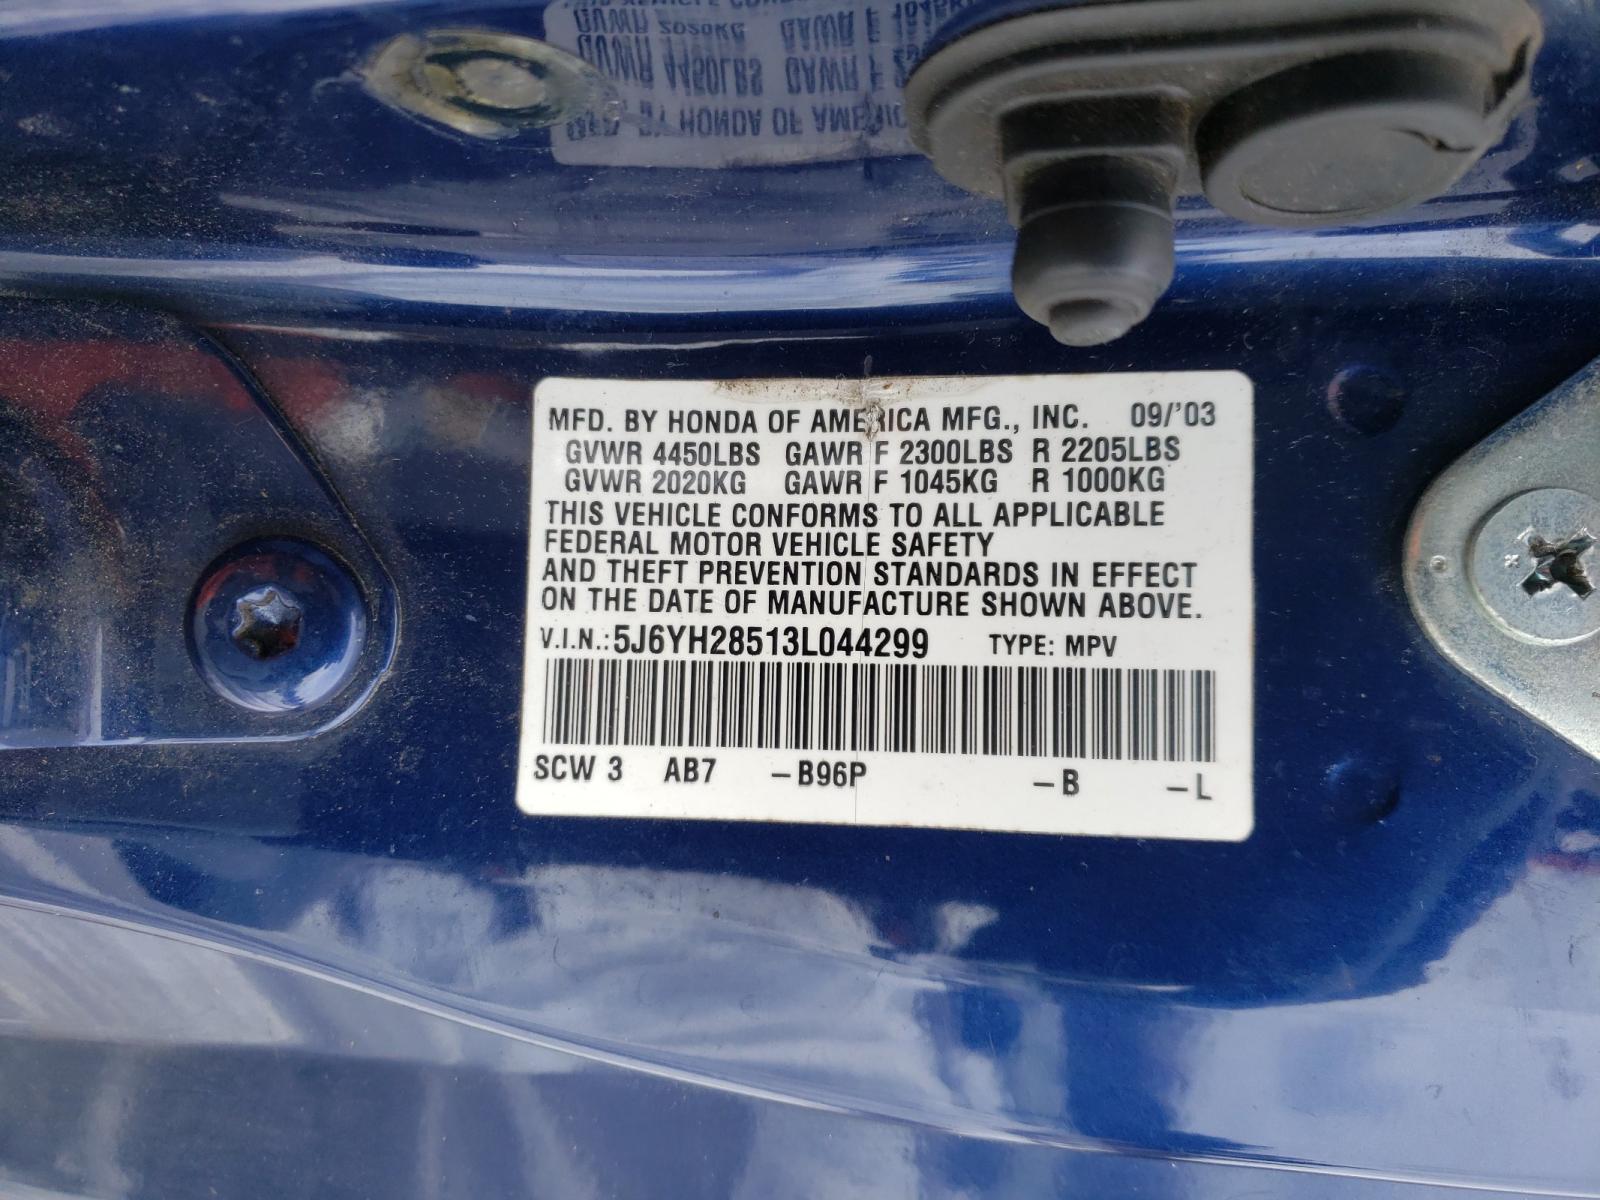 MFD. BY HONDA OF AMERICA MFG., INC. 09/'03
GVWR 4450LBS GAWR F 2300LBS R 2205LBS
GVWR 2020KG GAWR F 1045KG R 1000KG
THIS VEHICLE CONFORMS TO ALL APPLICABLE
FEDERAL MOTOR VEHICLE SAFETY
AND THEFT PREVENTION STANDARDS IN EFFECT
ON THE DATE OF MANUFACTURE SHOWN ABOVE.
V.I.N.:5J6YH28513L044299 TYPE: MPV
SCW 3 AB7 -B96P -B -L